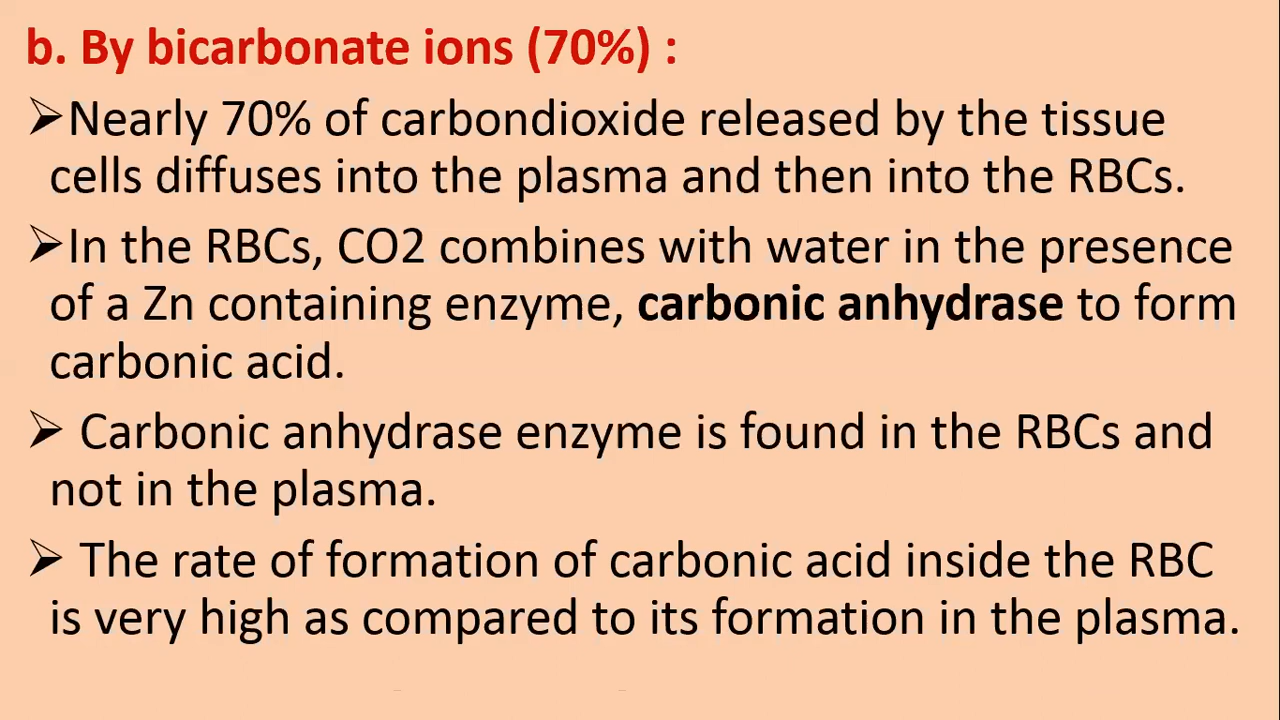 b. By bicarbonate ions (70%) :
➢Nearly 70% of carbondioxide released by the tissue
cells diffuses into the plasma and then into the RBCs.
➢In the RBCs, CO2 combines with water in the presence
of a Zn containing enzyme, carbonic anhydrase to form
carbonic acid.
➢ Carbonic anhydrase enzyme is found in the RBCs and
not in the plasma.
➢ The rate of formation of carbonic acid inside the RBC
is very high as compared to its formation in the plasma.